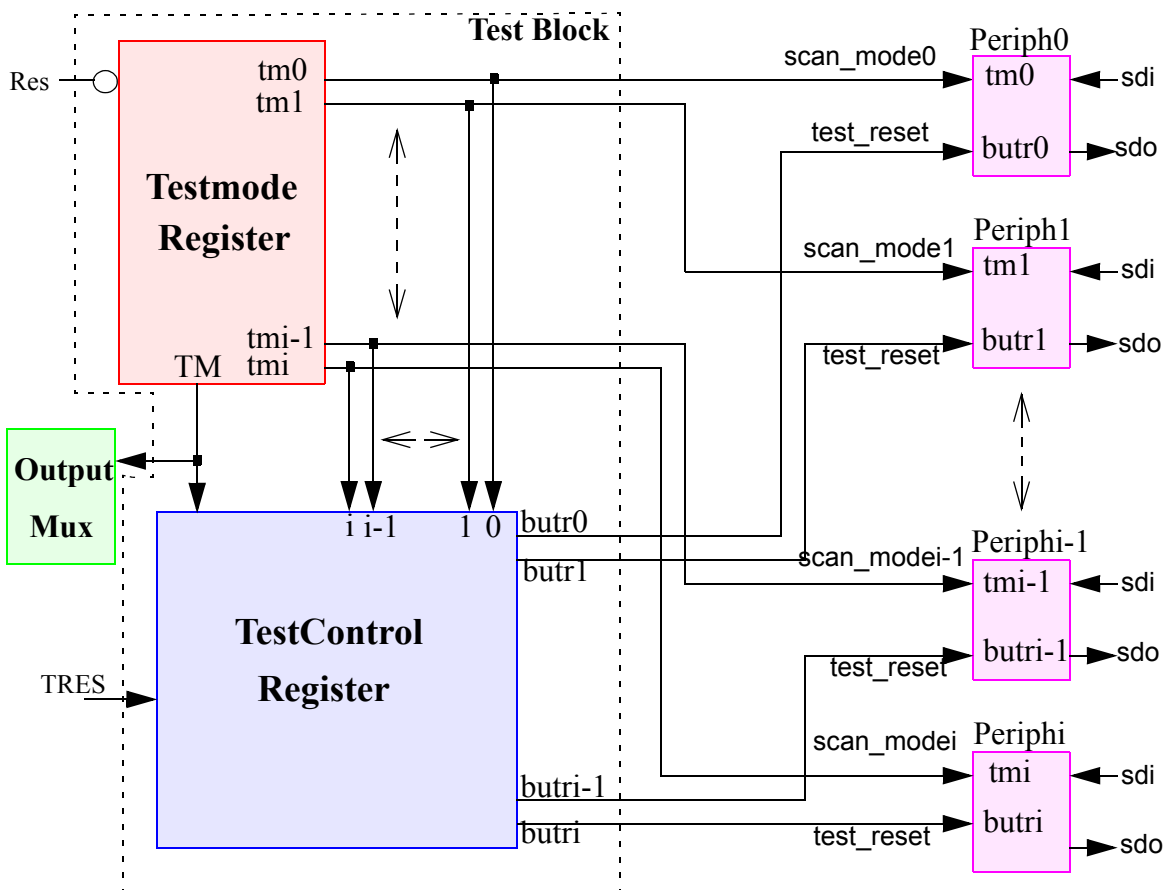 Test Block
Res
tm0
tm1
Testmode
Register
tmi-1
TM tmi
Output
Mux
i i-1 1 0
TestControl
Register
TRES
butr0
butr1
butri-1
butri
scan_mode0
test_reset
Periph0
tm0
butr0
sdi
sdo
scan_mode1
test_reset
Periph1
tm1
butr1
sdi
sdo
scan_modei-1
test_reset
Periphi-1
tmi-1
butri-1
sdi
sdo
scan_modei
test_reset
Periphi
tmi
butri
sdi
sdo